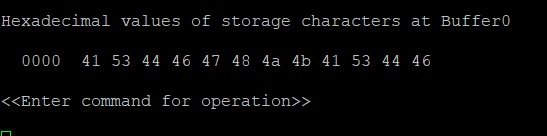 Hexadecimal values of storage characters at Buffer0
0000  41 53 44 46 47 48 4a 4b 41 53 44 46
<<Enter command for operation>>